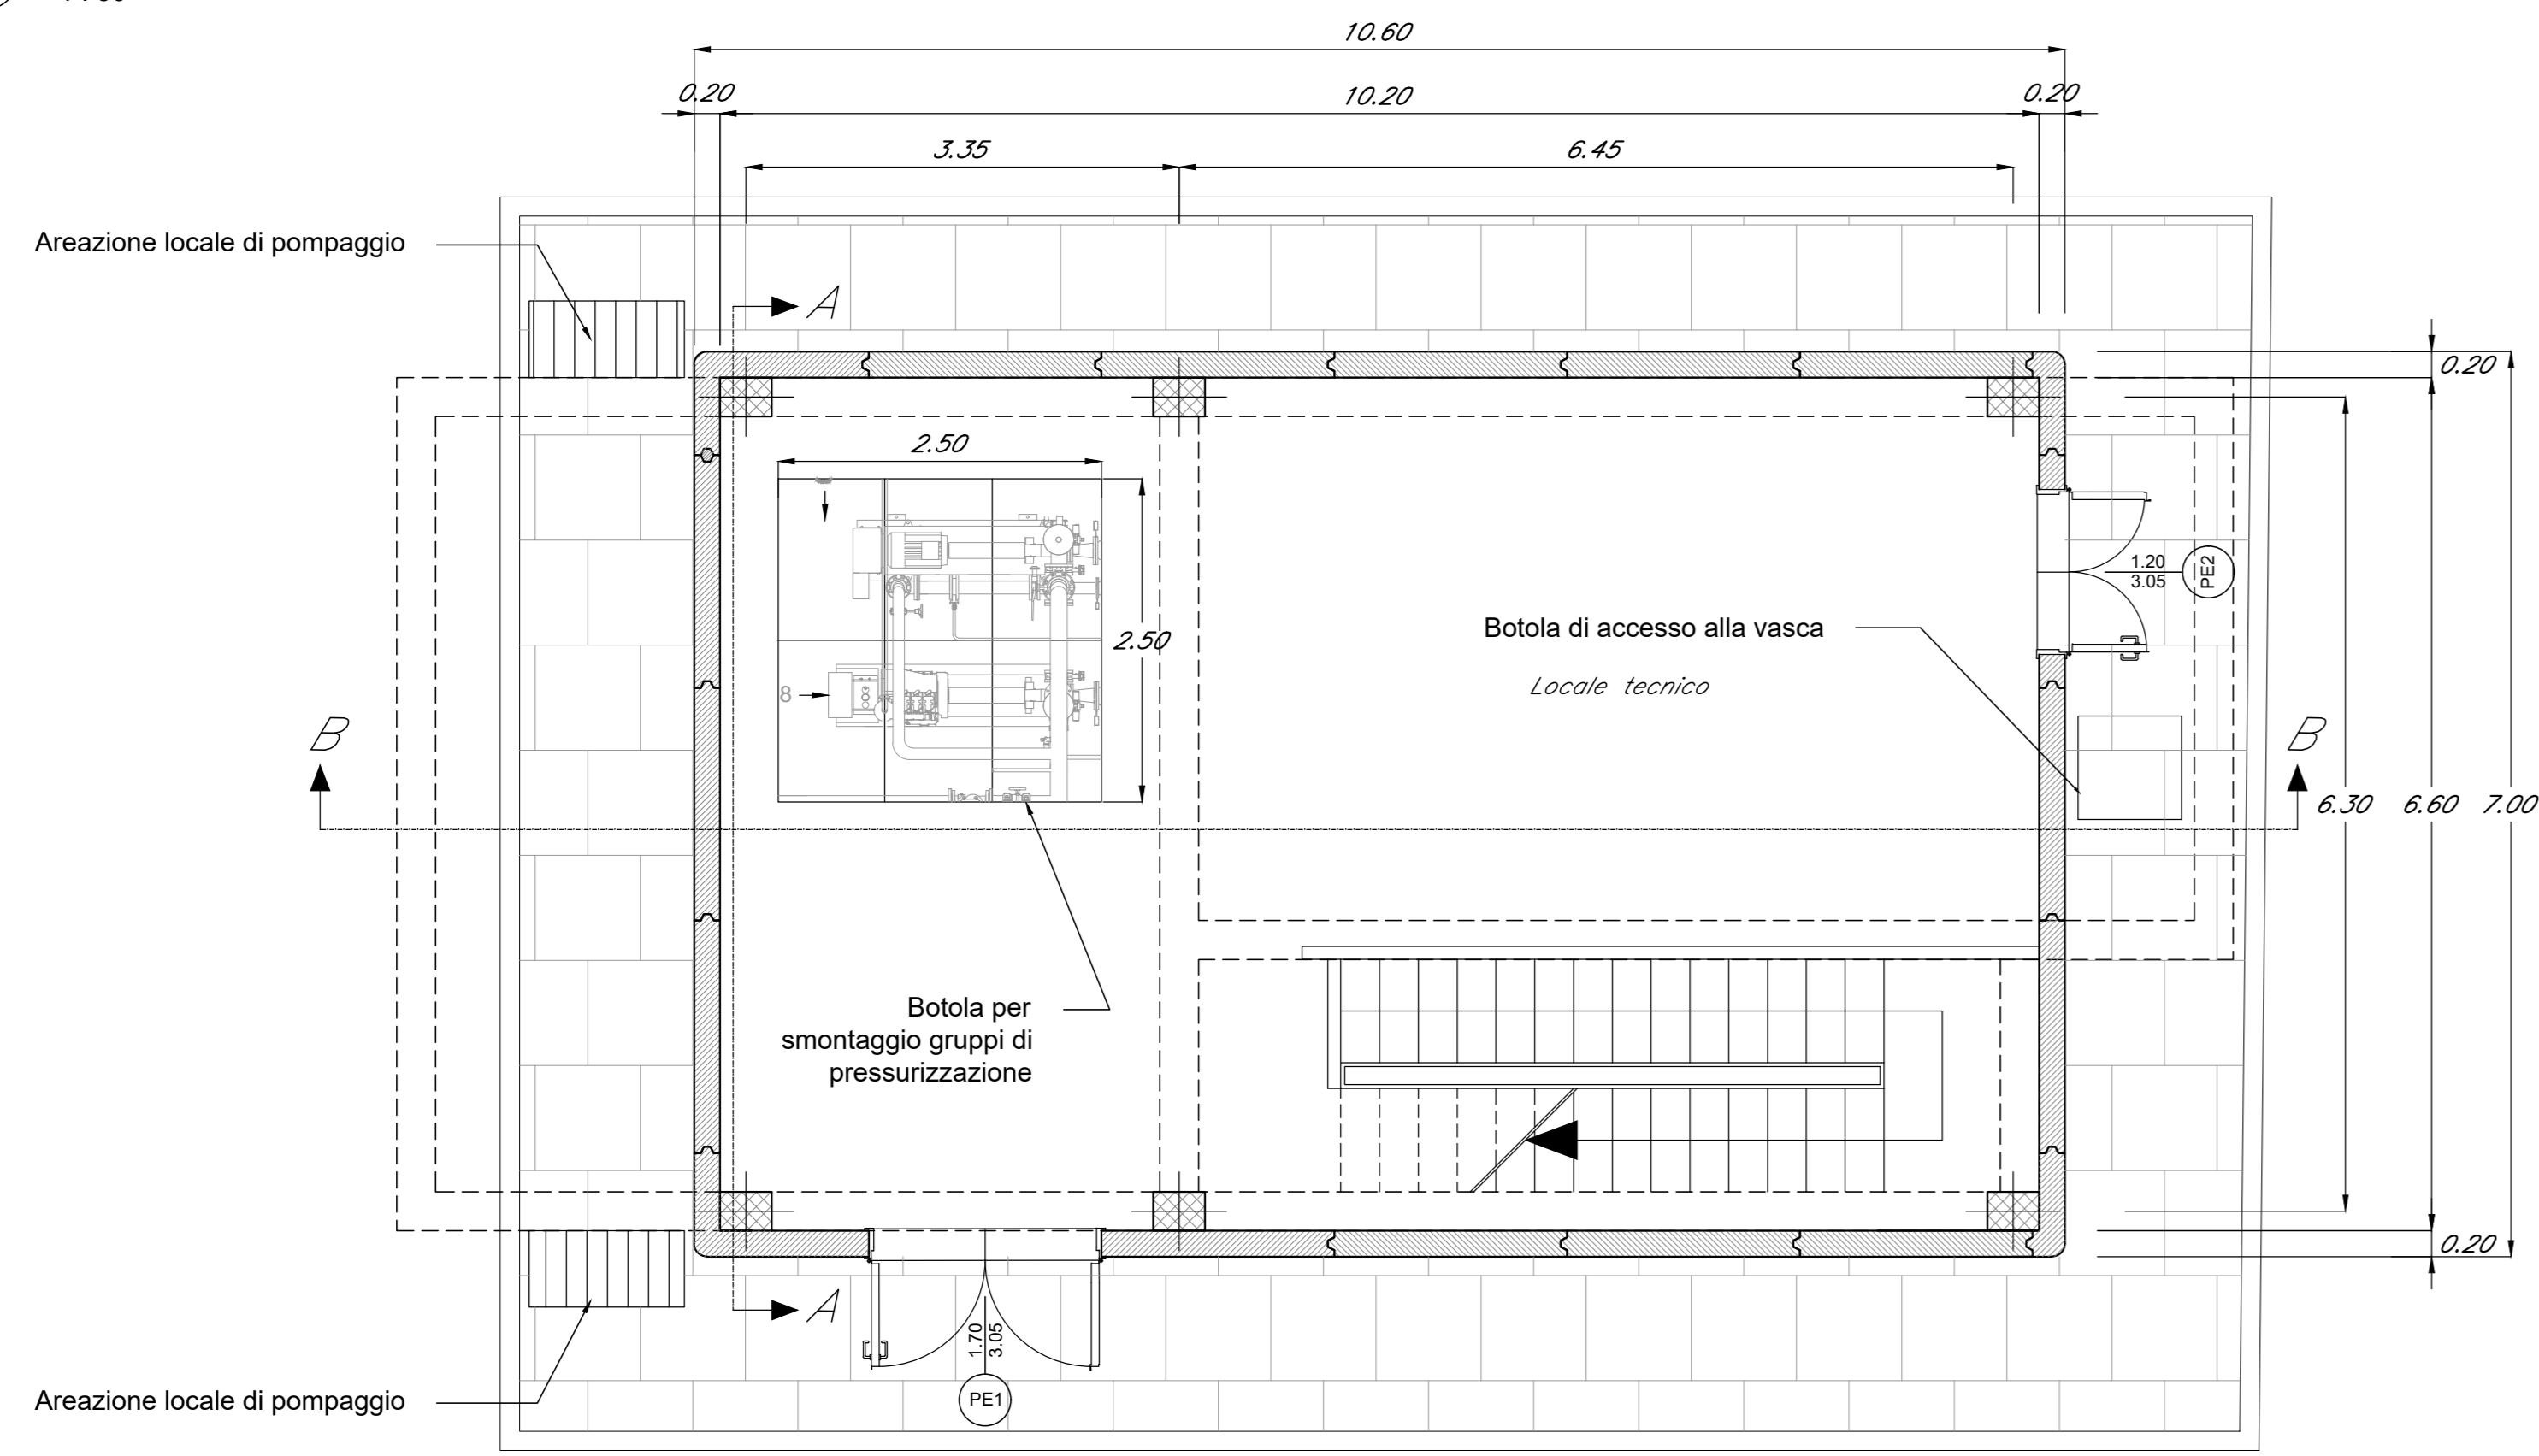 10.60
0.20
10.20
0.20
3.35
6.45
Areazione locale di pompaggio
A
0.20
2.50
1.20
3.05
PE2
Botola di accesso alla vasca
2.50
Locale tecnico
8
B
B
6.30
6.60
7.00
Botola per
smontaggio gruppi di
pressurizzazione
0.20
A
1.70
3.05
Areazione locale di pompaggio
PE1